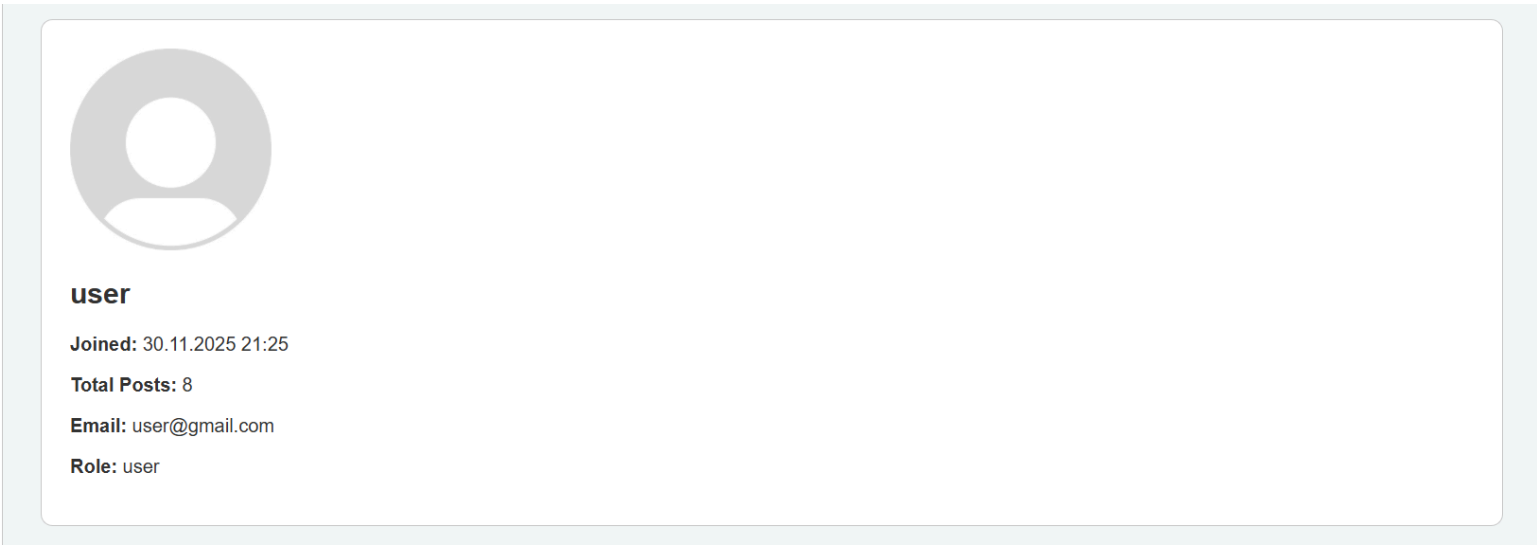 user
Joined: 30.11.2025 21:25
Total Posts: 8
Email: user@gmail.com
Role: user